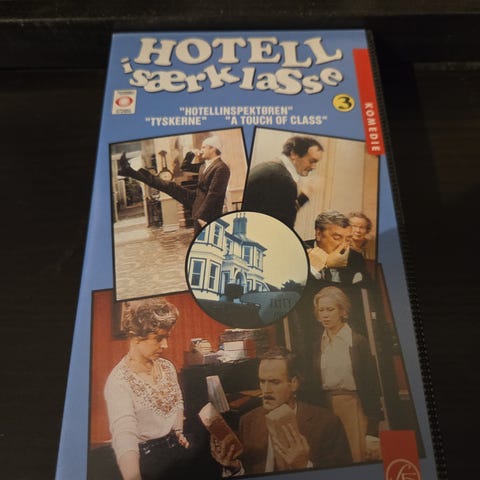 HOTELL
i særklasse
3
KOMEDIE
"HOTELLINSPEKTØREN"
"TYSKERNE" "A TOUCH OF CLASS"